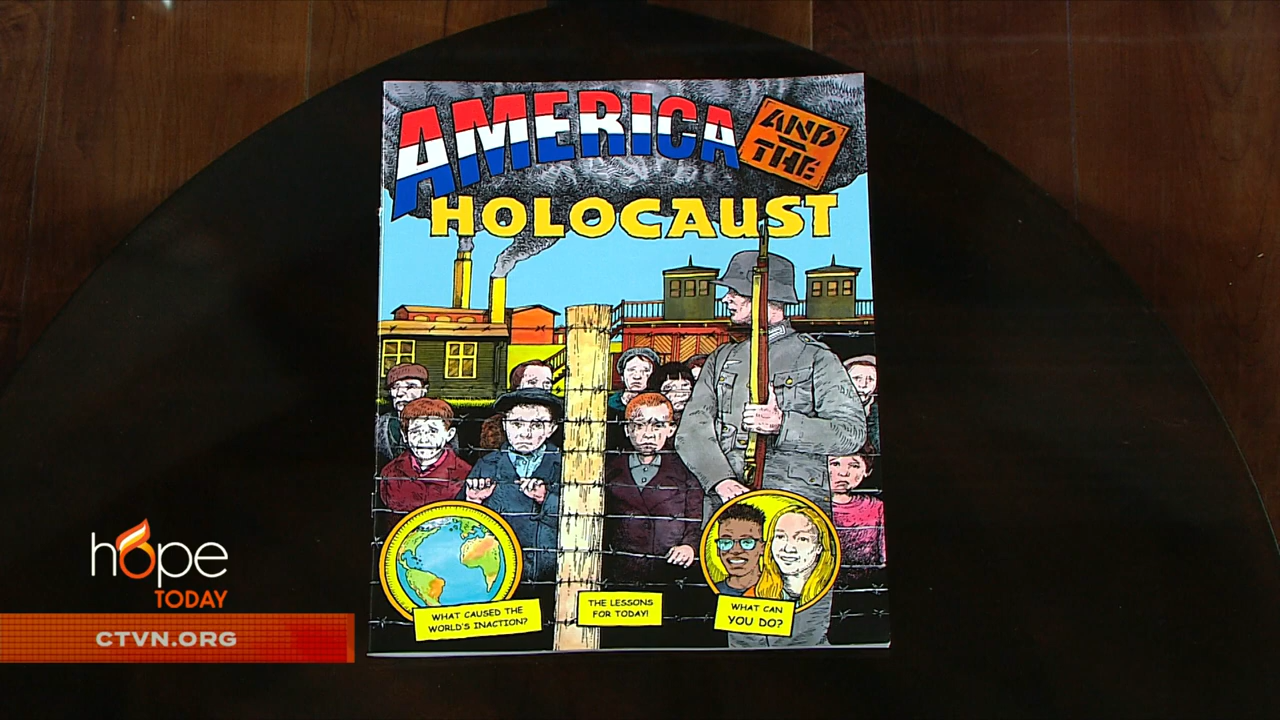 AMERICA
AND
THE
HOLOCAUST
WHAT CAUSED THE
WORLD'S INACTION?
THE LESSONS
FOR TODAY!
WHAT CAN
YOU DO?
hope
TODAY
CTVN.ORG